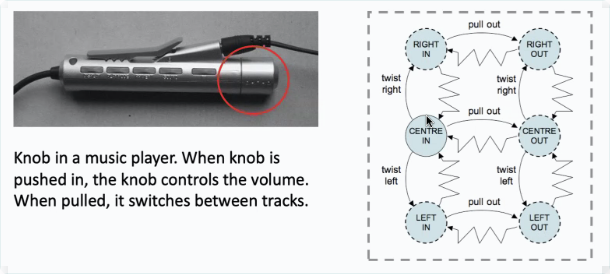 Knob in a music player. When knob is
pushed in, the knob controls the volume.
When pulled, it switches between tracks.
pull out
RIGHT
IN
RIGHT
OUT
twist
right
twist
right
pull out
CENTRE
IN
CENTRE
OUT
twist
left
twist
left
pull out
LEFT
IN
LEFT
OUT